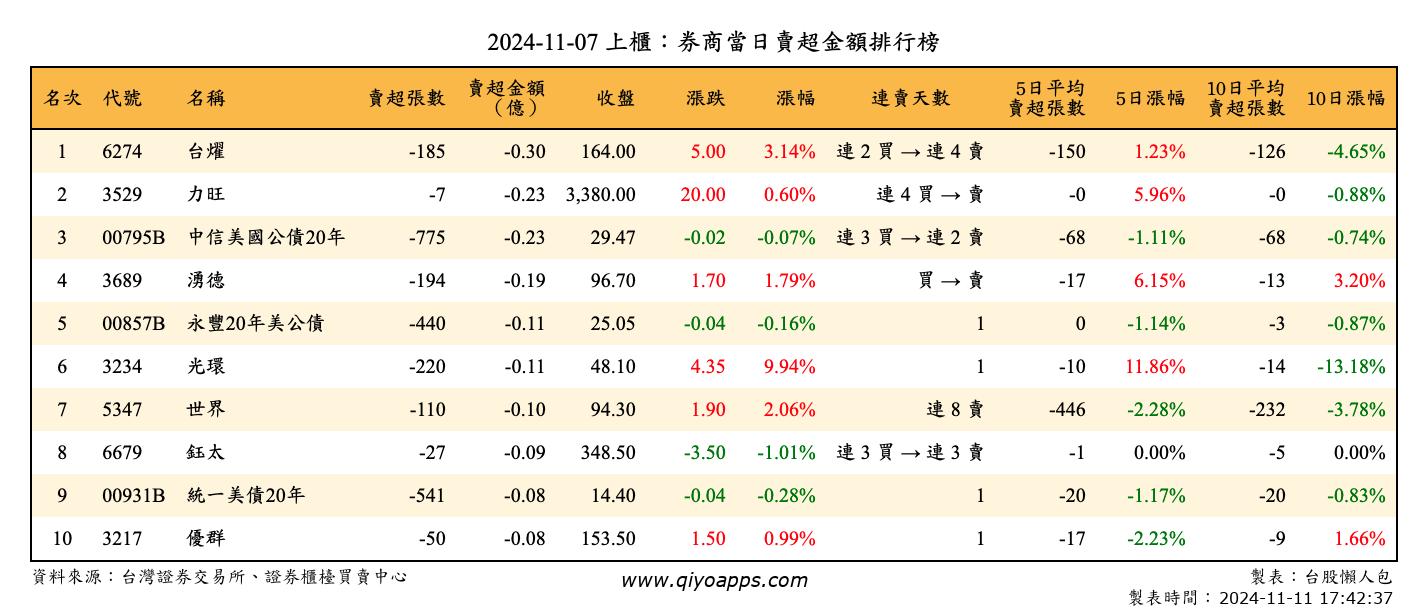 2024-11-07 上櫃：券商當日賣超金額排行榜
名次 代號 名稱 賣超張數 賣超金額（億） 收盤 漲跌 漲幅 連賣天數 5日平均賣超張數 5日漲幅 10日平均賣超張數 10日漲幅
1 6274 台燿 -185 -0.30 164.00 5.00 3.14% 連 2 買 → 連 4 賣 -150 1.23% -126 -4.65%
2 3529 力旺 -7 -0.23 3,380.00 20.00 0.60% 連 4 買 → 賣 -0 5.96% -0 -0.88%
3 00795B 中信美國公債20年 -775 -0.23 29.47 -0.02 -0.07% 連 3 買 → 連 2 賣 -68 -1.11% -68 -0.74%
4 3689 湧德 -194 -0.19 96.70 1.70 1.79% 買 → 賣 -17 6.15% -13 3.20%
5 00857B 永豐20年美公債 -440 -0.11 25.05 -0.04 -0.16% 1 0 -1.14% -3 -0.87%
6 3234 光環 -220 -0.11 48.10 4.35 9.94% 1 -10 11.86% -14 -13.18%
7 5347 世界 -110 -0.10 94.30 1.90 2.06% 連 8 賣 -446 -2.28% -232 -3.78%
8 6679 鈺太 -27 -0.09 348.50 -3.50 -1.01% 連 3 買 → 連 3 賣 -1 0.00% -5 0.00%
9 00931B 統一美債20年 -541 -0.08 14.40 -0.04 -0.28% 1 -20 -1.17% -20 -0.83%
10 3217 優群 -50 -0.08 153.50 1.50 0.99% 1 -17 -2.23% -9 1.66%
資料來源：台灣證券交易所、證券櫃檯買賣中心 www.qiyoapps.com 製表：台股懶人包
製表時間：2024-11-11 17:42:37